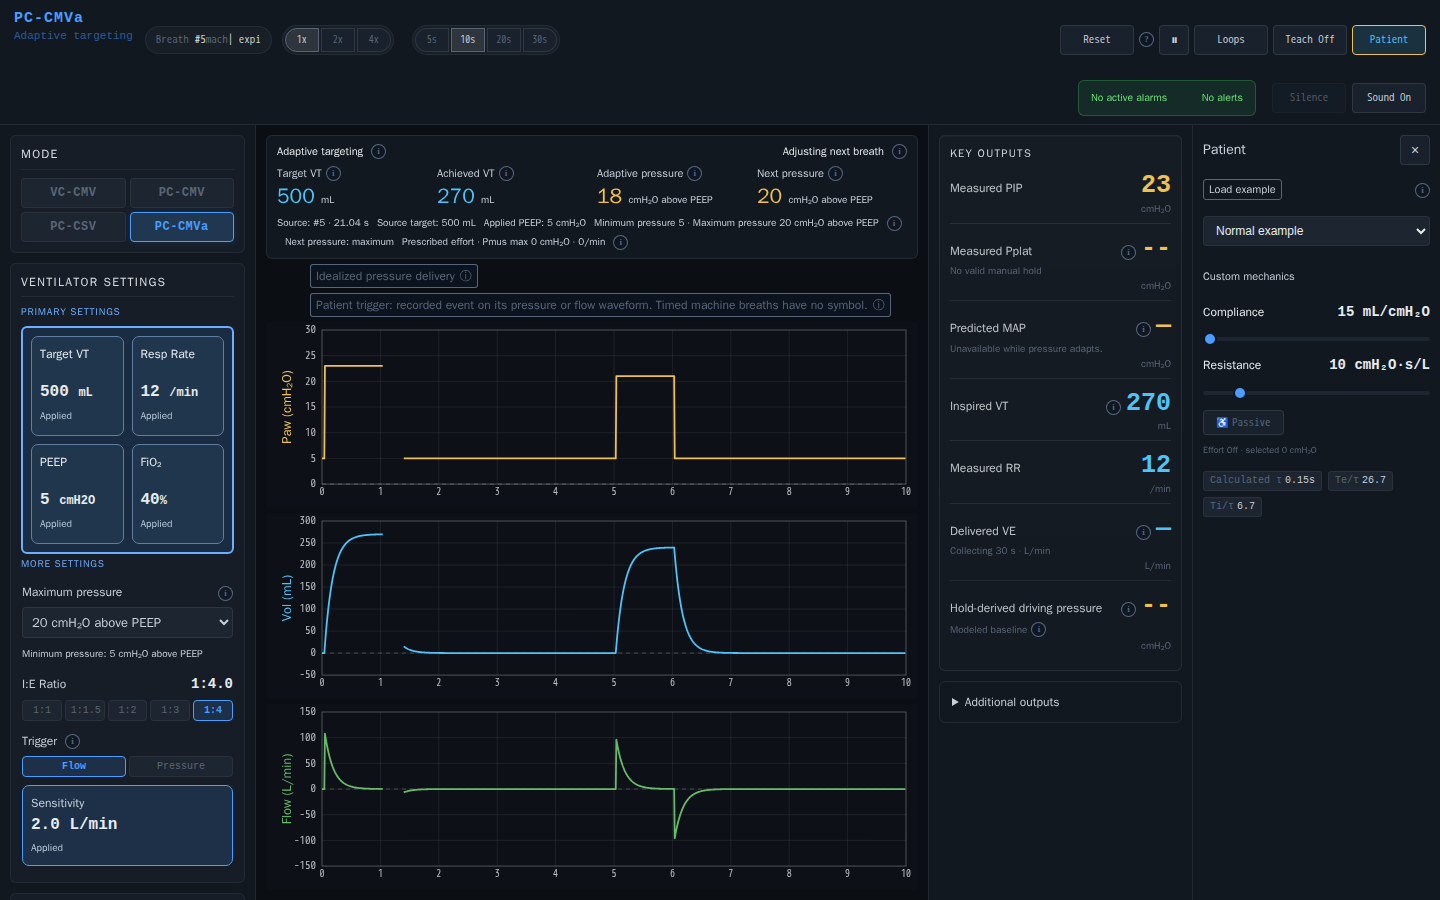 PC-CMVa
Adaptive targeting
Breath #5 mach expi
1x 2x 4x
5s 10s 20s 30s
Reset ? Loops Teach Off Patient
No active alarms No alerts
Silence Sound On
MODE
VC-CMV PC-CMV
PC-CSV PC-CMVa
VENTILATOR SETTINGS
PRIMARY SETTINGS
Target VT
500 mL
Applied
Resp Rate
12 /min
Applied
PEEP
5 cmH2O
Applied
FiO₂
40%
Applied
MORE SETTINGS
Maximum pressure
20 cmH₂O above PEEP
Minimum pressure: 5 cmH₂O above PEEP
I:E Ratio 1:4.0
1:1 1:1.5 1:2 1:3 1:4
Trigger
Flow Pressure
Sensitivity
2.0 L/min
Applied
Adaptive targeting Adjusting next breath
Target VT Achieved VT Adaptive pressure Next pressure
500 mL 270 mL 18 cmH₂O above PEEP 20 cmH₂O above PEEP
Source: #5 · 21.04 s Source target: 500 mL Applied PEEP: 5 cmH₂O Minimum pressure 5 · Maximum pressure 20 cmH₂O above PEEP
Next pressure: maximum Prescribed effort · Pmus max 0 cmH₂O · 0/min
Idealized pressure delivery ⓘ
Patient trigger: recorded event on its pressure or flow waveform. Timed machine breaths have no symbol. ⓘ
Paw (cmH₂O)
30
25
20
15
10
5
0
0 1 2 3 4 5 6 7 8 9 10
Vol (mL)
300
250
200
150
100
50
0
-50
0 1 2 3 4 5 6 7 8 9 10
Flow (L/min)
150
100
50
0
-50
-100
-150
0 1 2 3 4 5 6 7 8 9 10
KEY OUTPUTS
Measured PIP 23
cmH₂O
Measured Pplat --
No valid manual hold
cmH₂O
Predicted MAP —
Unavailable while pressure adapts.
cmH₂O
Inspired VT 270
mL
Measured RR 12
/min
Delivered VE —
Collecting 30 s · L/min
L/min
Hold-derived driving pressure --
Modeled baseline
cmH₂O
Additional outputs
Patient ×
Load example
Normal example
Custom mechanics
Compliance 15 mL/cmH₂O
Resistance 10 cmH₂O·s/L
Passive
Effort Off · selected 0 cmH₂O
Calculated τ 0.15s Te/τ 26.7
Ti/τ 6.7